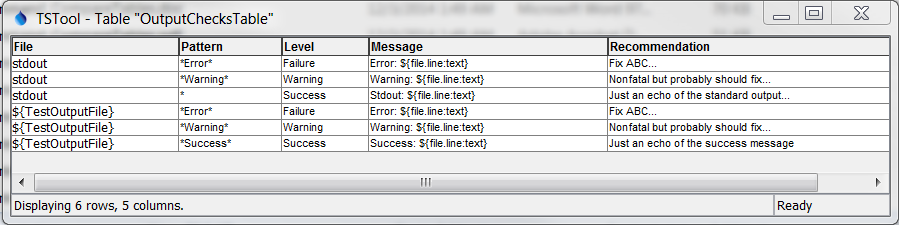 TSTool - Table "OutputChecksTable"
File Pattern Level Message Recommendation
stdout *Error* Failure Error: ${file.line:text} Fix ABC...
stdout *Warning* Warning Warning: ${file.line:text} Nonfatal but probably should fix...
stdout * Success Stdout: ${file.line:text} Just an echo of the standard output...
${TestOutputFile} *Error* Failure Error: ${file.line:text} Fix ABC...
${TestOutputFile} *Warning* Warning Warning: ${file.line:text} Nonfatal but probably should fix...
${TestOutputFile} *Success* Success Success: ${file.line:text} Just an echo of the success message
Displaying 6 rows, 5 columns. Ready